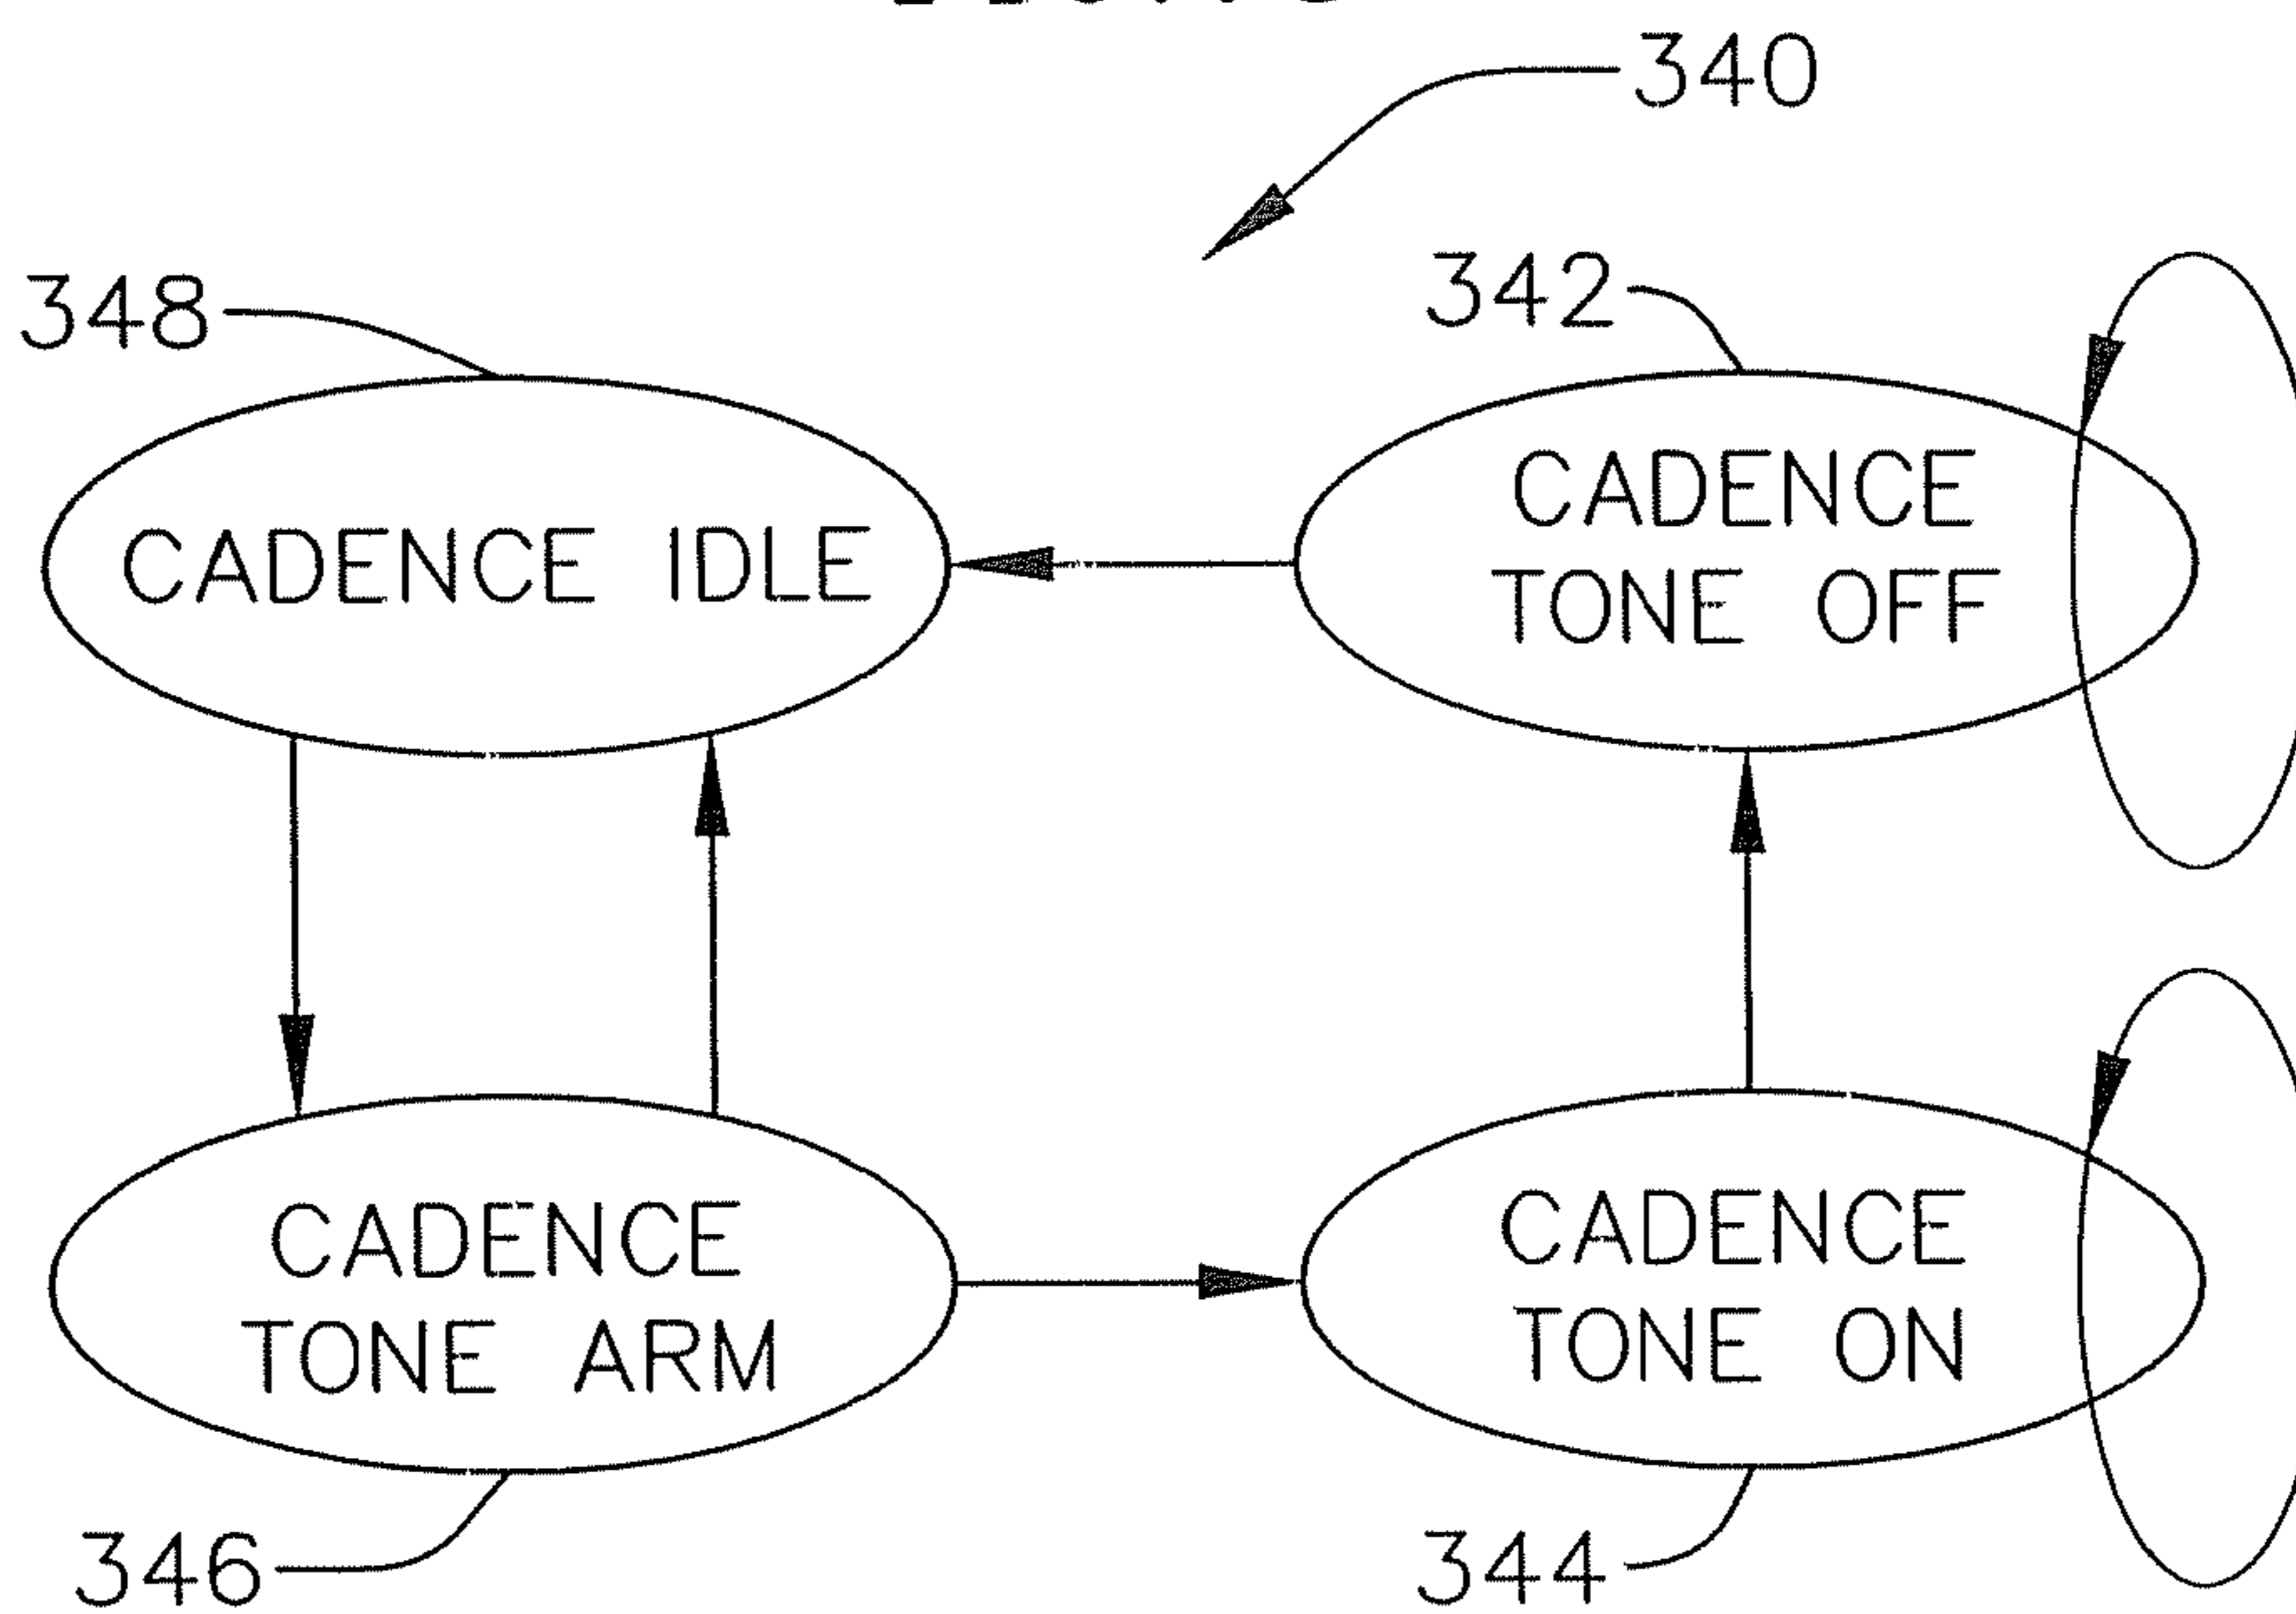 340
348
342
CADENCE IDLE
CADENCE
TONE OFF
CADENCE
TONE ARM
CADENCE
TONE ON
346
344